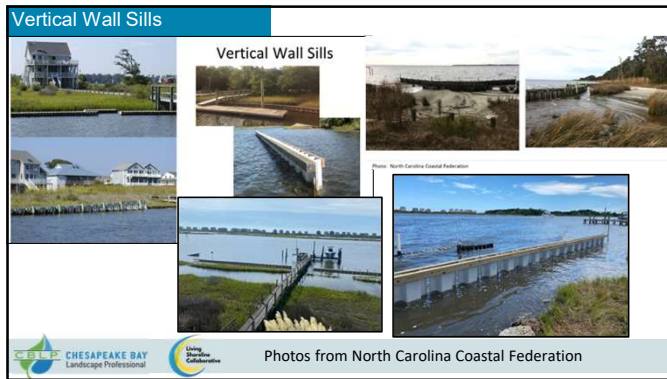 Vertical Wall Sills
Vertical Wall Sills
Photo: North Carolina Coastal Federation
CBLP
CHESAPEAKE BAY
Landscape Professional
Living
Shoreline
Collaborative
Photos from North Carolina Coastal Federation